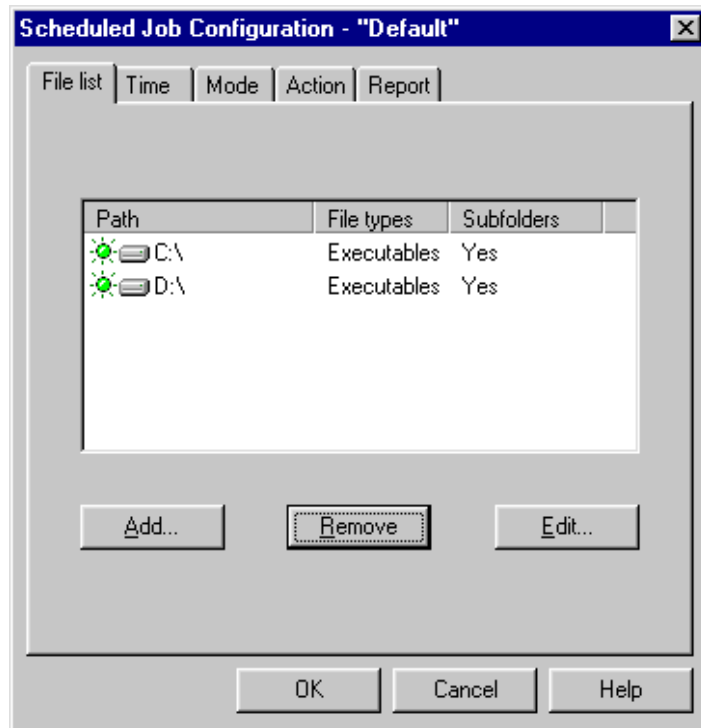 Scheduled Job Configuration - "Default"
File list Time Mode Action Report
Path File types Subfolders
C:\ Executables Yes
D:\ Executables Yes
Add... Remove Edit...
OK Cancel Help